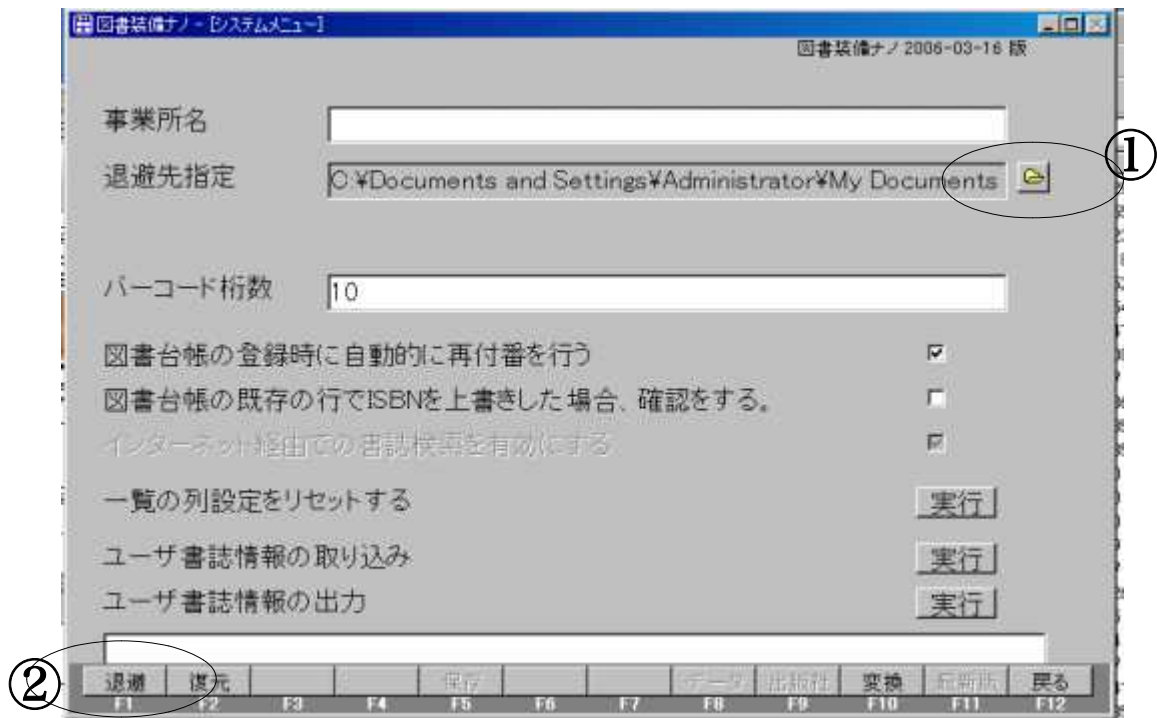 図書装備ナノ - [システムメニュー]
図書装備ナノ 2006-03-16 版
事業所名
①
退避先指定 C:¥Documents and Settings¥Administrator¥My Documents
バーコード桁数 10
図書台帳の登録時に自動的に再付番を行う
図書台帳の既存の行でISBNを上書きした場合、確認をする。
インターネット経由での書誌検索を有効にする
一覧の列設定をリセットする 実行
ユーザ書誌情報の取り込み 実行
ユーザ書誌情報の出力 実行
② 退避 復元 保存 データ 出版社 変換 最新版 戻る
F1 F2 F3 F4 F5 F6 F7 F8 F9 F10 F11 F12